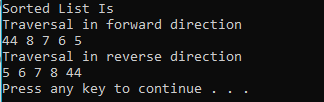 Sorted List Is
Traversal in forward direction
44 8 7 6 5
Traversal in reverse direction
5 6 7 8 44
Press any key to continue . . .